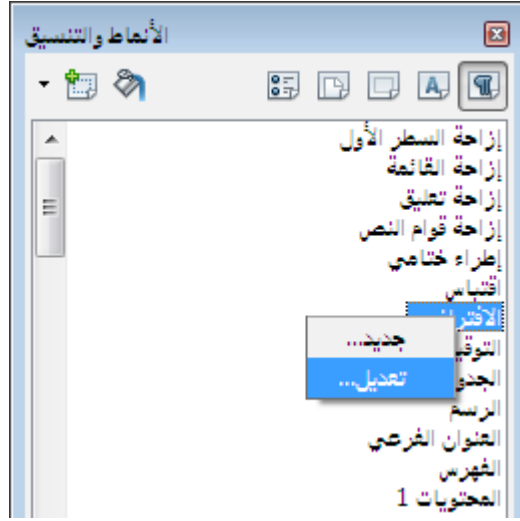 الأنماط والتنسيق
إزاحة السطر الأول
إزاحة القائمة
إزاحة تعليق
إزاحة قوام النص
إطراء ختامي
اقتباس
جديد...
تعديل...
الرسم
العنوان الفرعي
الفهرس
المحتويات 1